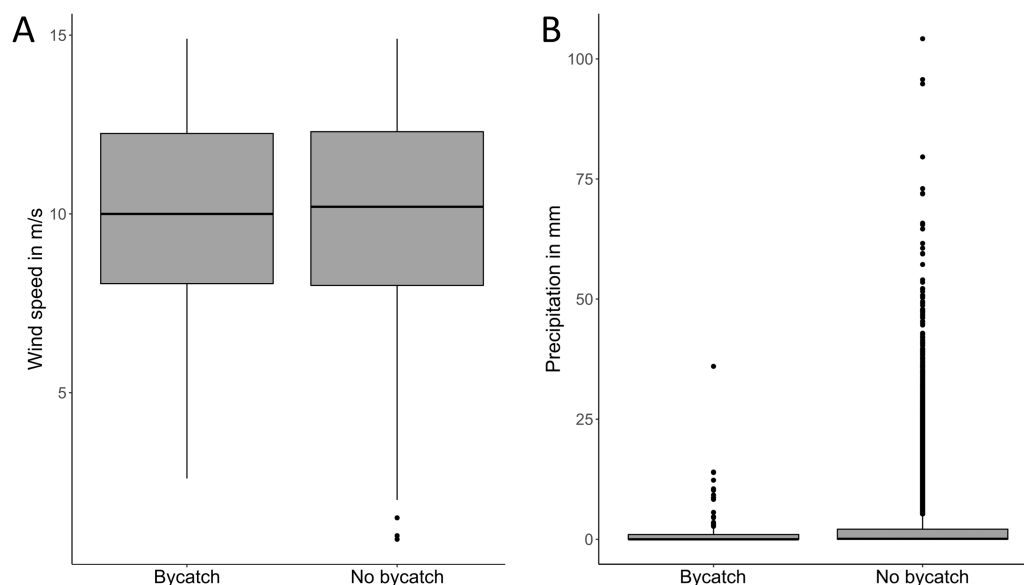 A
Wind speed in m/s
15
10
5
Bycatch
No bycatch
B
Precipitation in mm
100
75
50
25
0
Bycatch
No bycatch